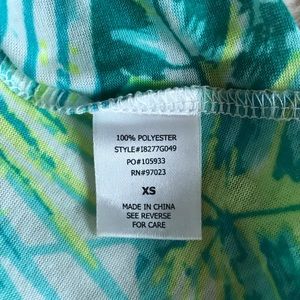 100% POLYESTER
STYLE#I8277G049
PO#105933
RN#97023
XS
MADE IN CHINA
SEE REVERSE
FOR CARE